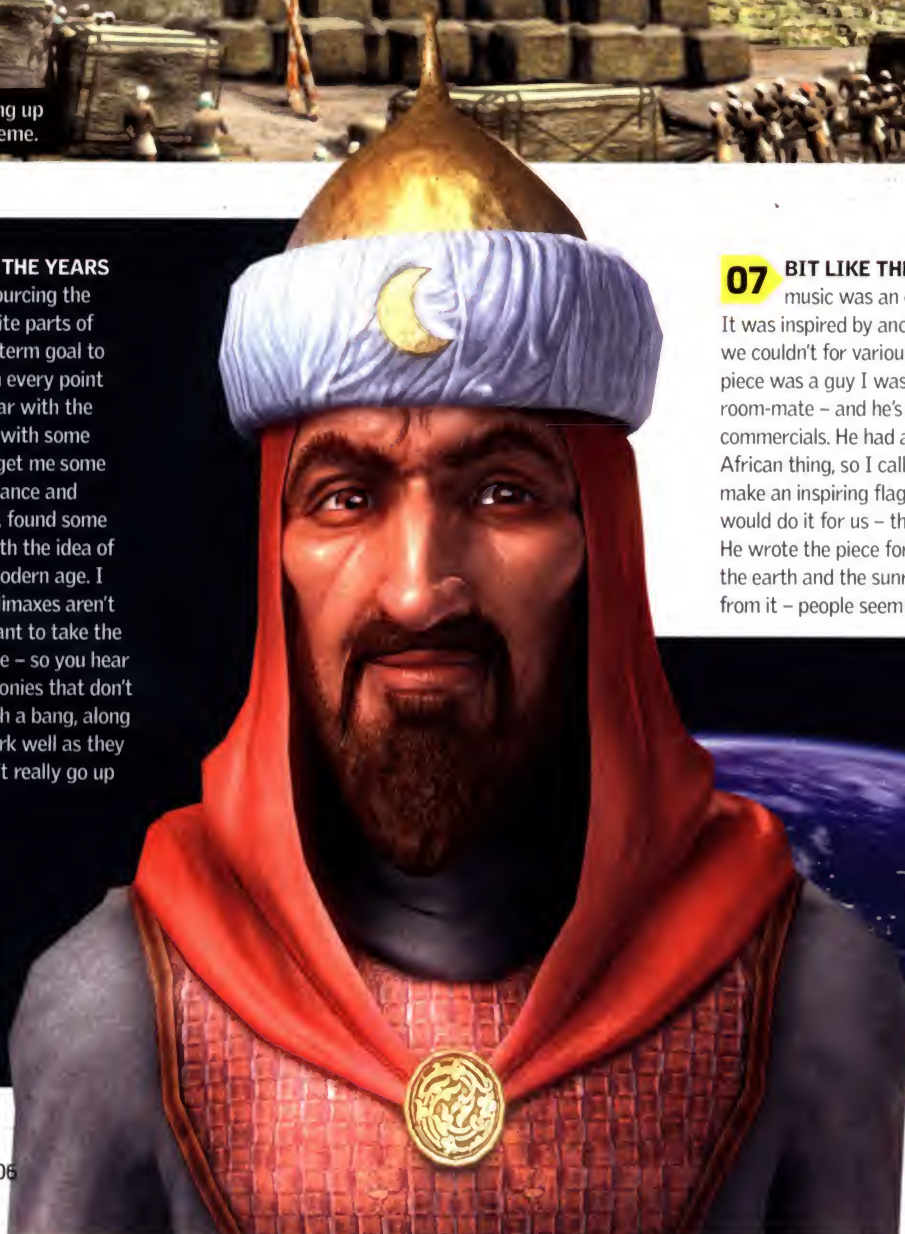 ng up
eme.
THE YEARS
ourcing the
ite parts of
term goal to
every point
ar with the
with some
get me some
ance and
, found some
th the idea of
odern age. I
limaxes aren't
ant to take the
e – so you hear
onies that don't
h a bang, along
rk well as they
't really go up
06
07 BIT LIKE THE
music was an
It was inspired by and
we couldn't for variou
piece was a guy I was
room-mate – and he's
commercials. He had a
African thing, so I call
make an inspiring flag
would do it for us – th
He wrote the piece for
the earth and the sunr
from it – people seem